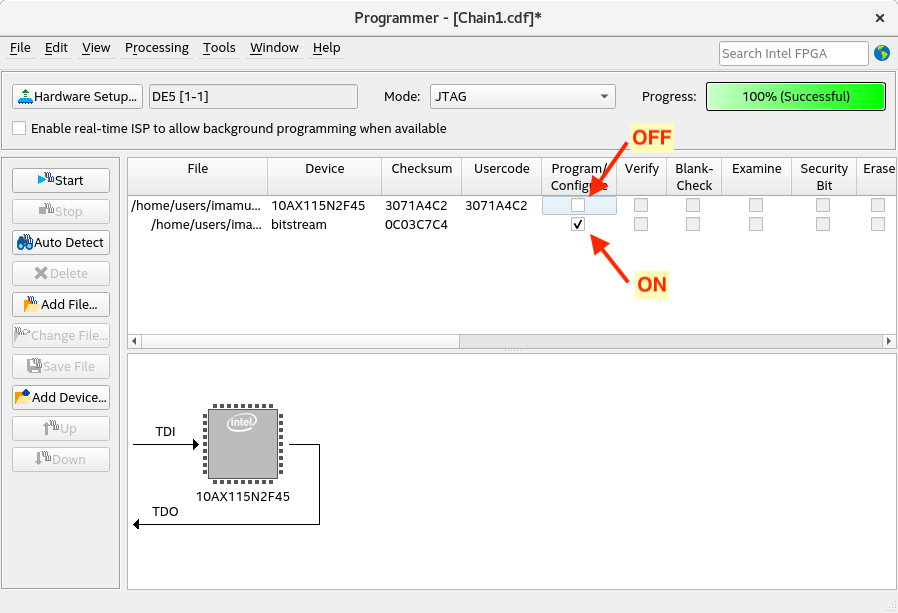 Programmer - [Chain1.cdf]*
File Edit View Processing Tools Window Help
Search Intel FPGA
Hardware Setup... DE5 [1-1] Mode: JTAG Progress: 100% (Successful)
Enable real-time ISP to allow background programming when available
OFF
File Device Checksum Usercode Program/ Verify Blank- Examine Security Erase
Configure Check Bit
/home/users/imamu... 10AX115N2F45 3071A4C2 3071A4C2
/home/users/ima... bitstream 0C03C7C4
ON
Start
Stop
Auto Detect
Delete
Add File...
Change File...
Save File
Add Device...
Up
Down
intel
TDI
10AX115N2F45
TDO